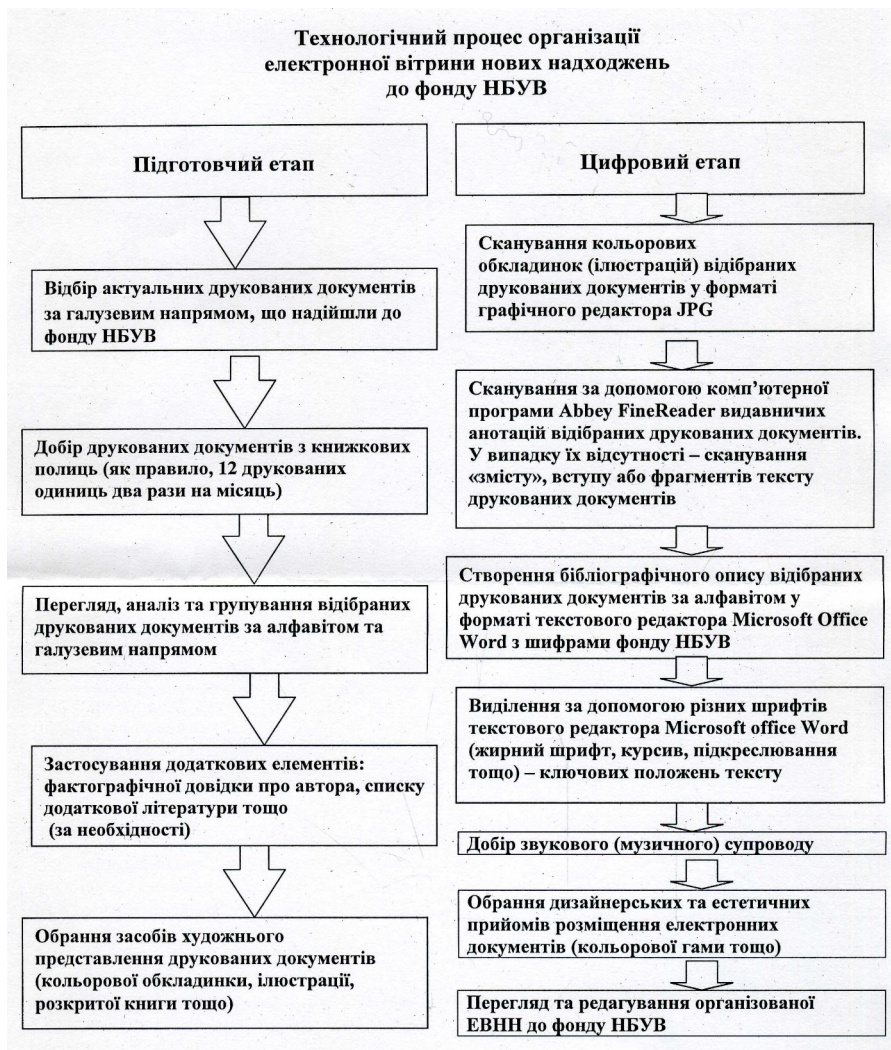 Технологічний процес організації
електронної вітрини нових надходжень
до фонду НБУВ
Підготовчий етап
Відбір актуальних друкованих документів
за галузевим напрямом, що надійшли до
фонду НБУВ
Добір друкованих документів з книжкових
полиць (як правило, 12 друкованих
одиниць два рази на місяць)
Перегляд, аналіз та групування відібраних
друкованих документів за алфавітом та
галузевим напрямом
Застосування додаткових елементів:
фактографічної довідки про автора, списку
додаткової літератури тощо
(за необхідності)
Обрання засобів художнього
представлення друкованих документів
(кольорової обкладинки, ілюстрації,
розкритої книги тощо)
Цифровий етап
Сканування кольорових
обкладинок (ілюстрацій) відібраних
друкованих документів у форматі
графічного редактора JPG
Сканування за допомогою комп’ютерної
програми Abbey FineReader видавничих
анотацій відібраних друкованих документів.
У випадку їх відсутності – сканування
«змісту», вступу або фрагментів тексту
друкованих документів
Створення бібліографічного опису відібраних
друкованих документів за алфавітом у
форматі текстового редактора Microsoft Office
Word з шифрами фонду НБУВ
Виділення за допомогою різних шрифтів
текстового редактора Microsoft office Word
(жирний шрифт, курсив, підкреслювання
тощо) – ключових положень тексту
Добір звукового (музичного) супроводу
Обрання дизайнерських та естетичних
прийомів розміщення електронних
документів (кольорової гами тощо)
Перегляд та редагування організованої
ЕВНН до фонду НБУВ